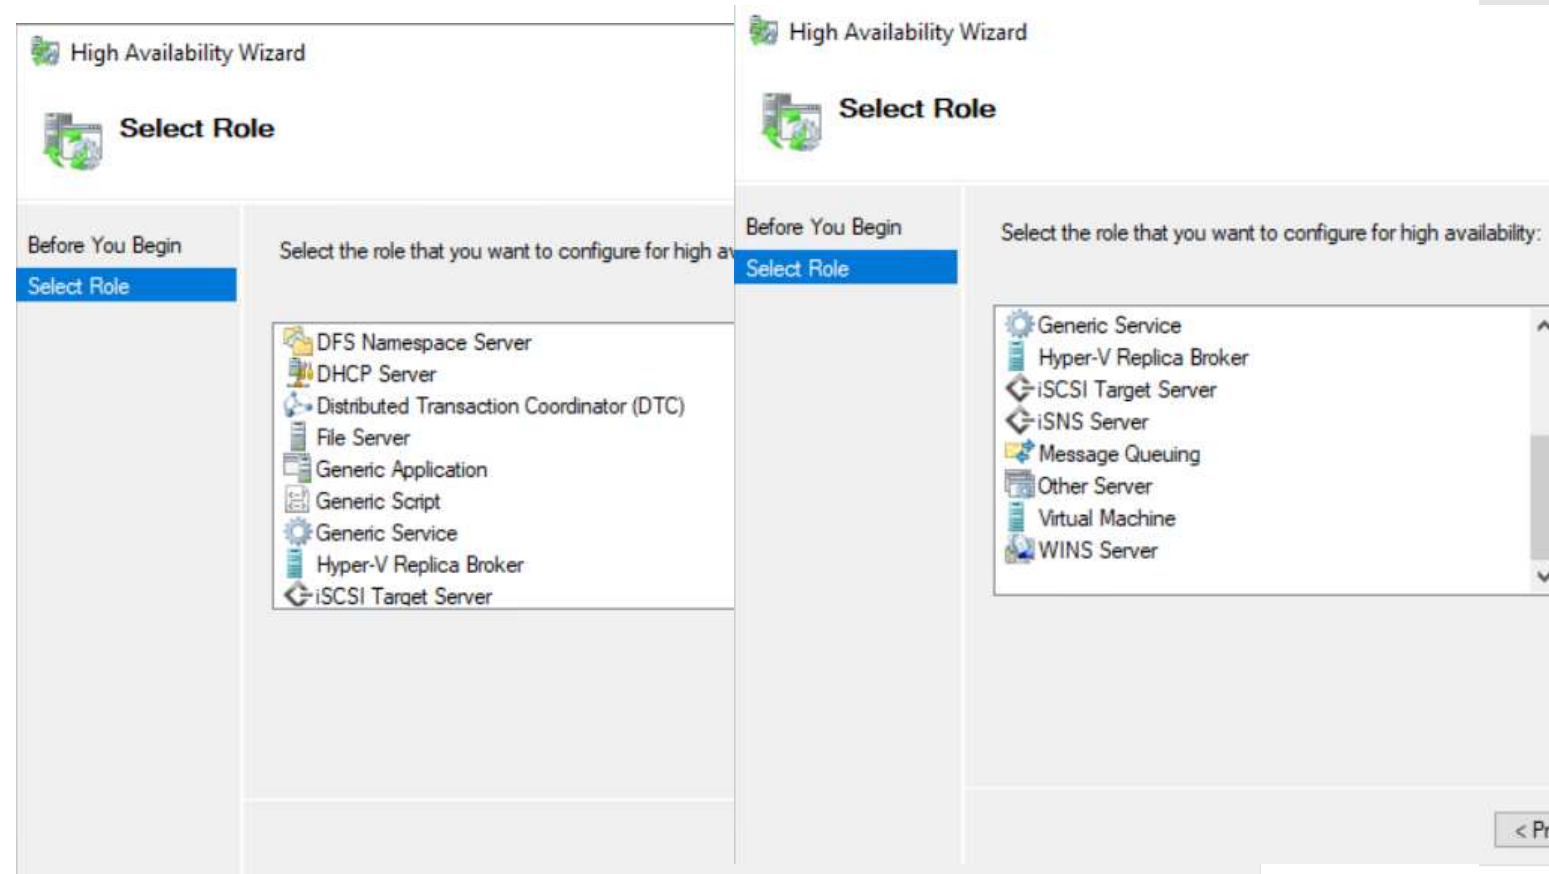 High Availability Wizard
Select Role
Before You Begin
Select Role
Select the role that you want to configure for high av
DFS Namespace Server
DHCP Server
Distributed Transaction Coordinator (DTC)
File Server
Generic Application
Generic Script
Generic Service
Hyper-V Replica Broker
iSCSI Target Server
High Availability Wizard
Select Role
Before You Begin
Select Role
Select the role that you want to configure for high availability:
Generic Service
Hyper-V Replica Broker
iSCSI Target Server
iSNS Server
Message Queuing
Other Server
Virtual Machine
WINS Server
< Pr